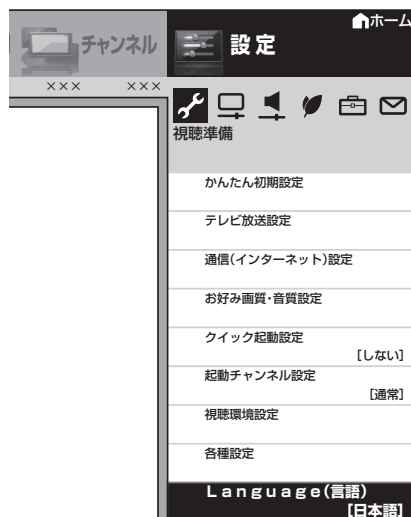 ホーム
チャンネル
設定
××× ×××
視聴準備
かんたん初期設定
テレビ放送設定
通信(インターネット)設定
お好み画質・音質設定
クイック起動設定
[しない]
起動チャンネル設定
[通常]
視聴環境設定
各種設定
Language(言語)
[日本語]